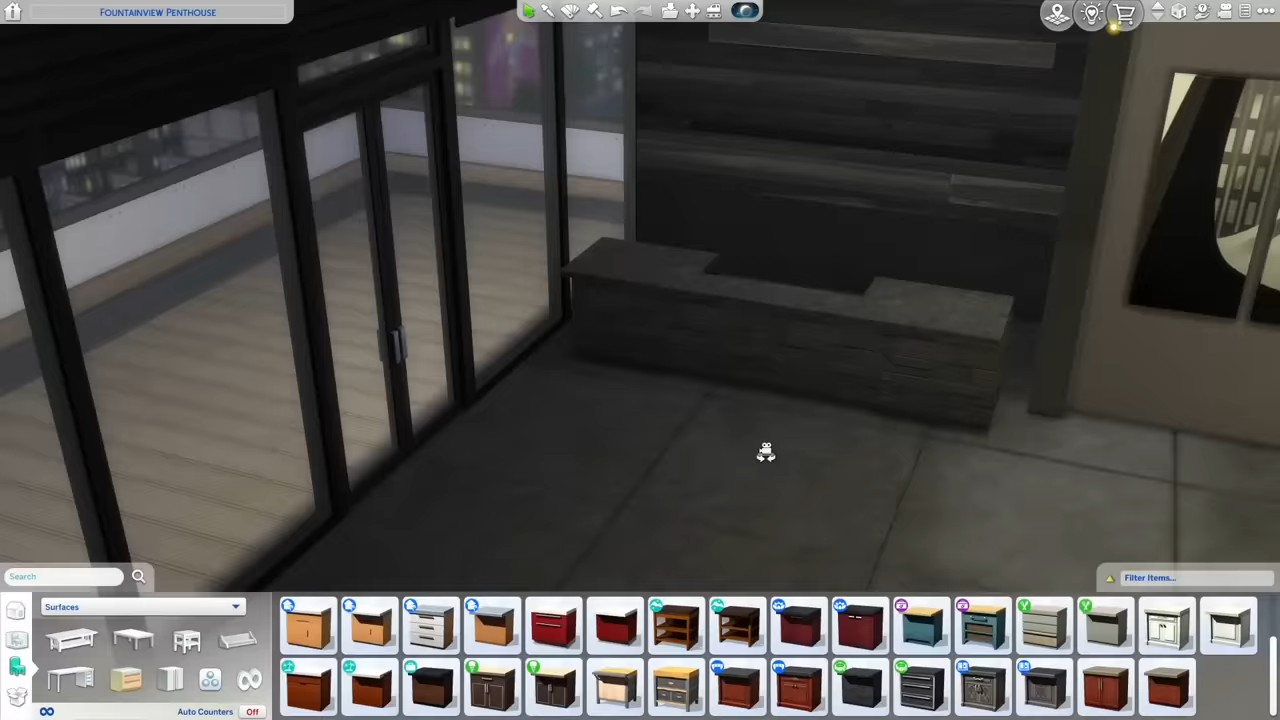 Fountainview Penthouse
Search
Filter Items...
Surfaces
Auto Counters
Off